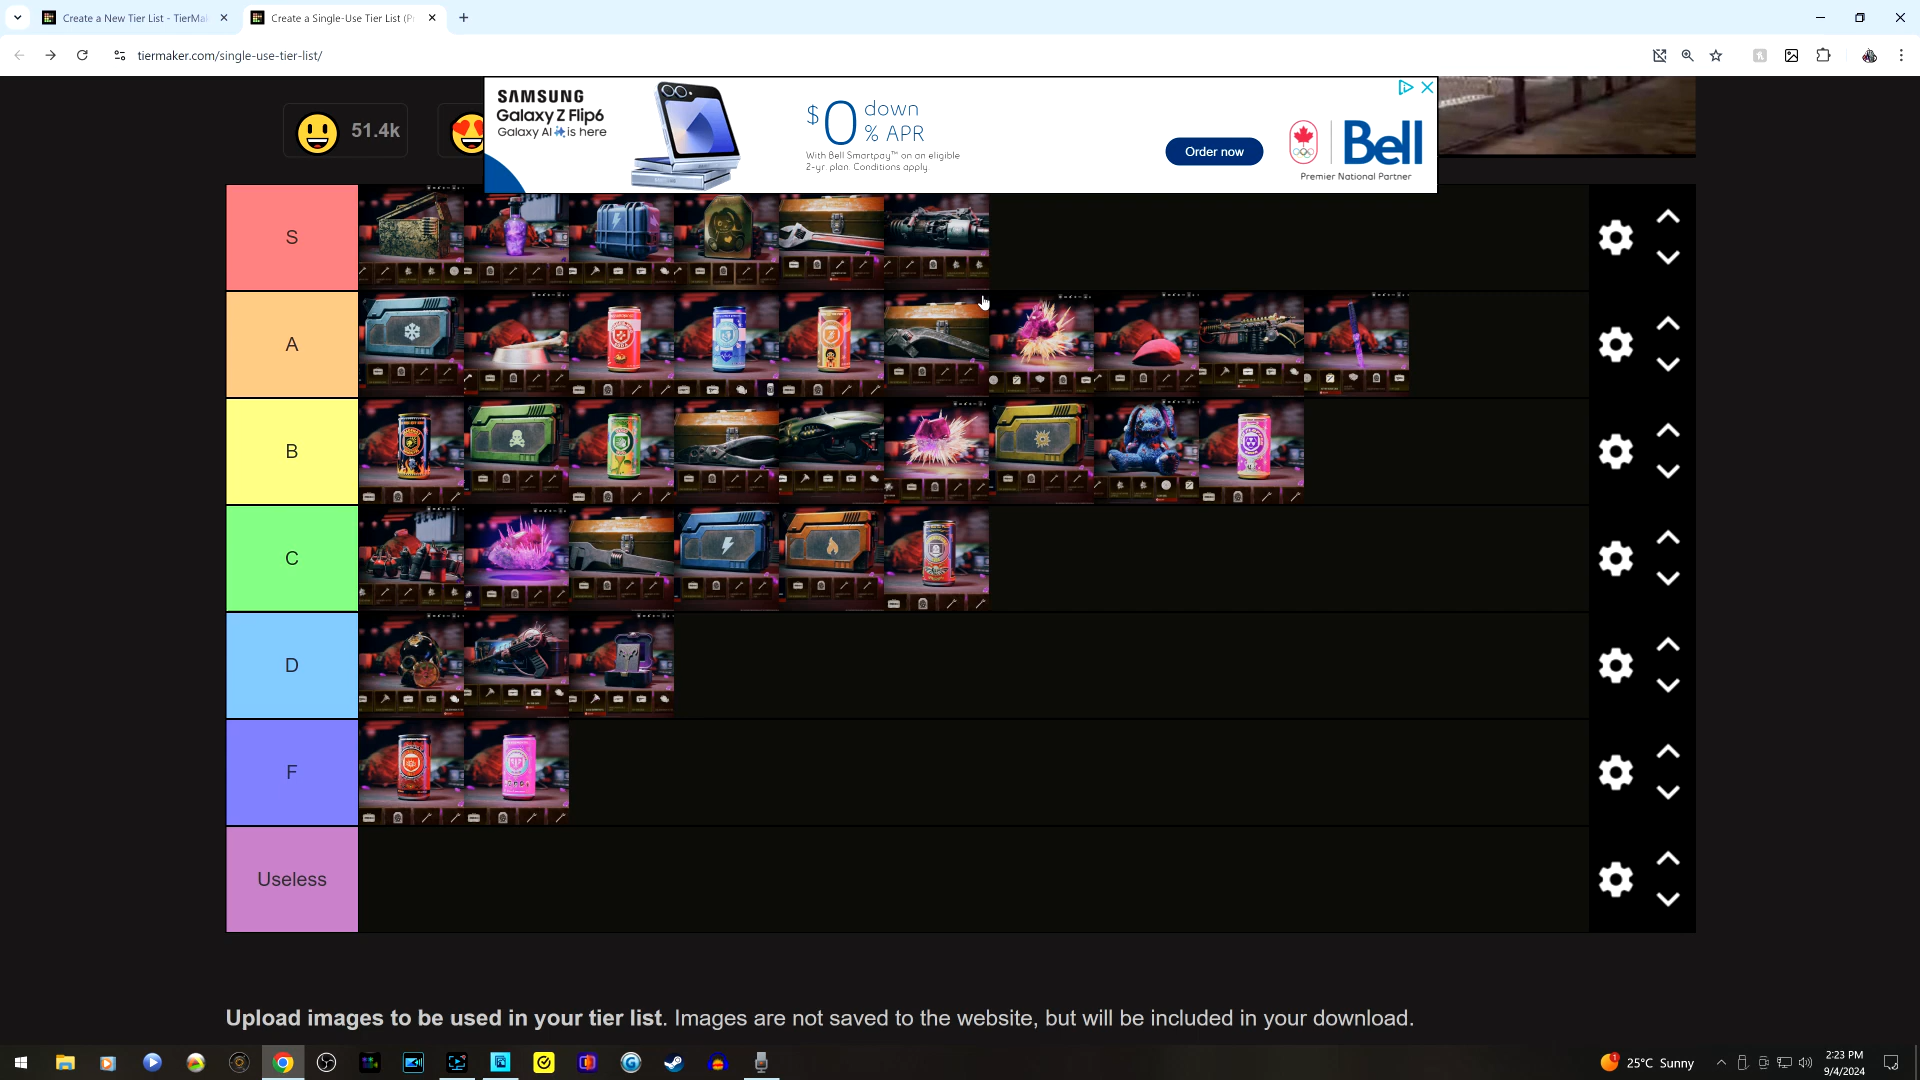 Create a New Tier List - TierMa
Create a Single-Use Tier List (P
tiermaker.com/single-use-tier-list/
51.4k
SAMSUNG
Galaxy Z Flip6
Galaxy AI is here
$0 down
% APR
With Bell Smartpay™ on an eligible
2-yr. plan. Conditions apply
Order now
Bell
Premier National Partner
S
A
B
C
D
F
Useless
Upload images to be used in your tier list. Images are not saved to the website, but will be included in your download.
25°C Sunny
2:23 PM
9/4/2024